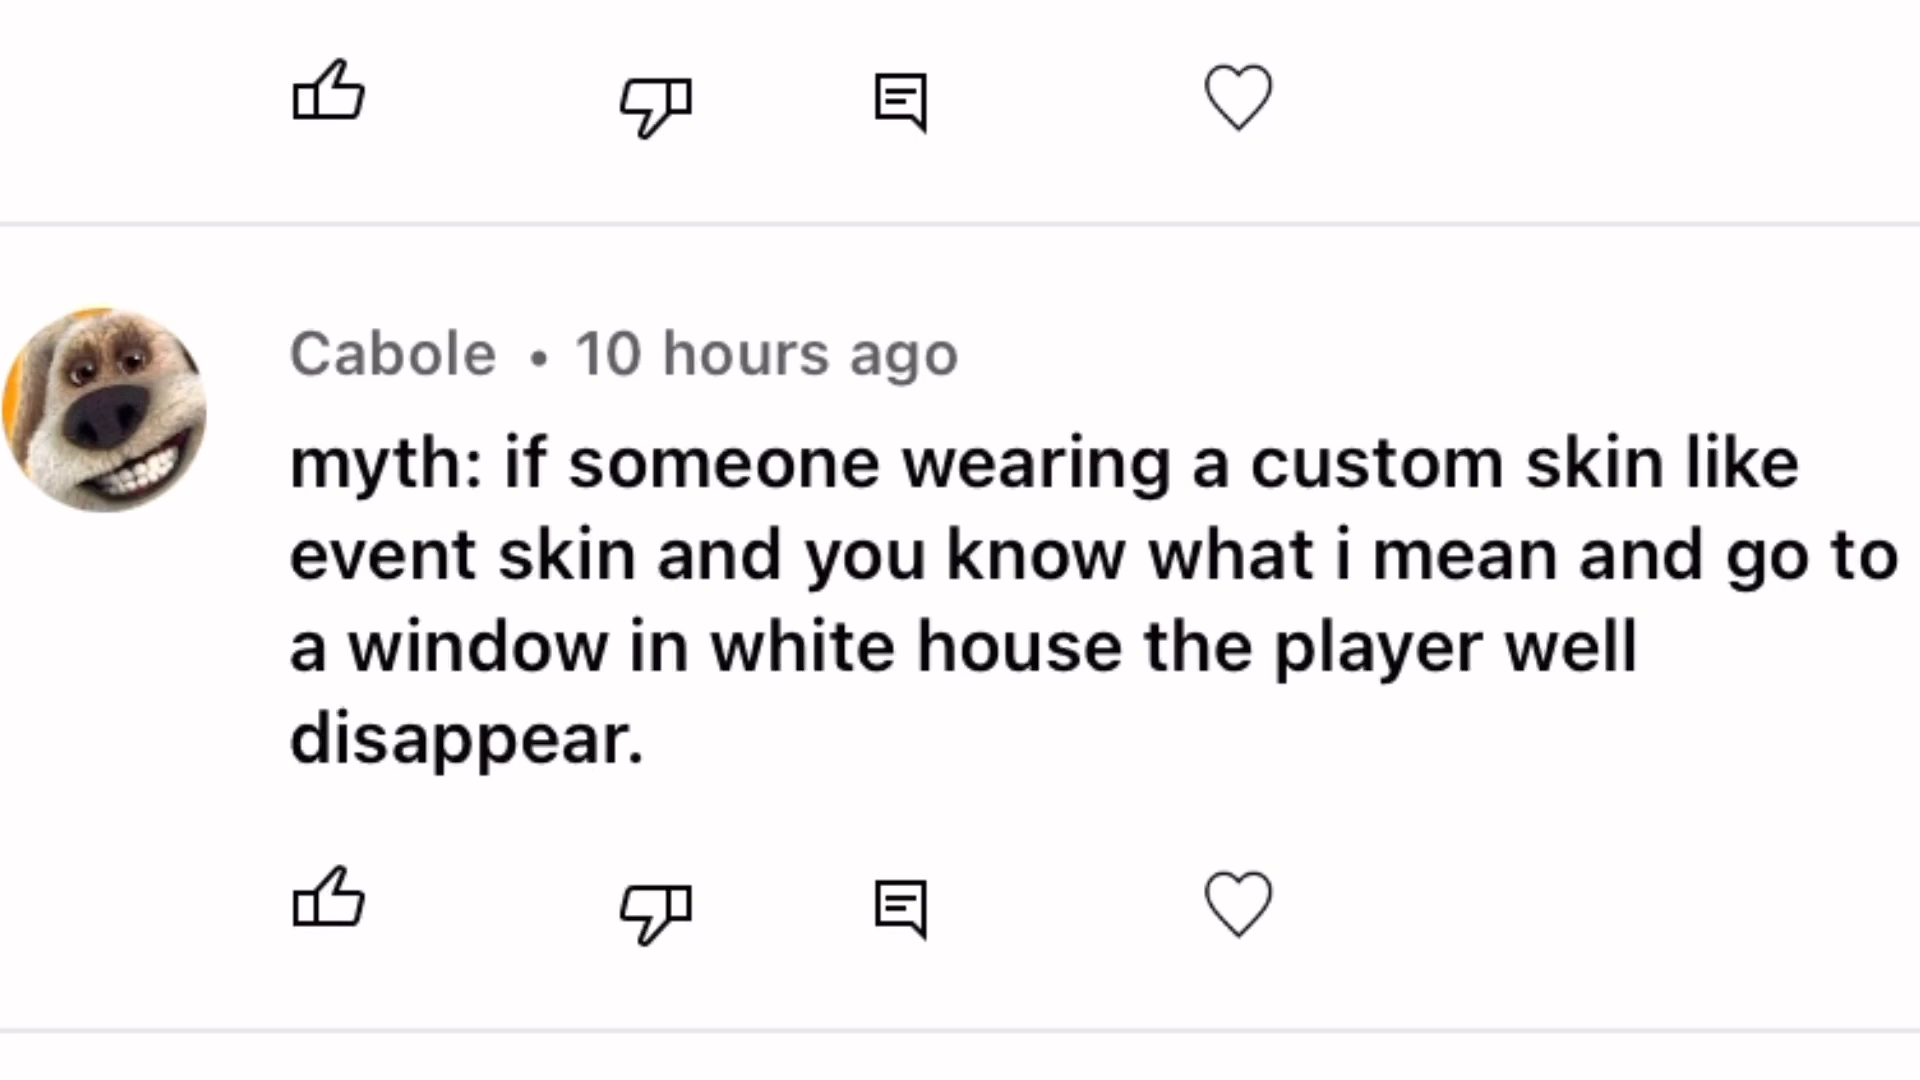 Cabole • 10 hours ago
myth: if someone wearing a custom skin like
event skin and you know what i mean and go to
a window in white house the player well
disappear.